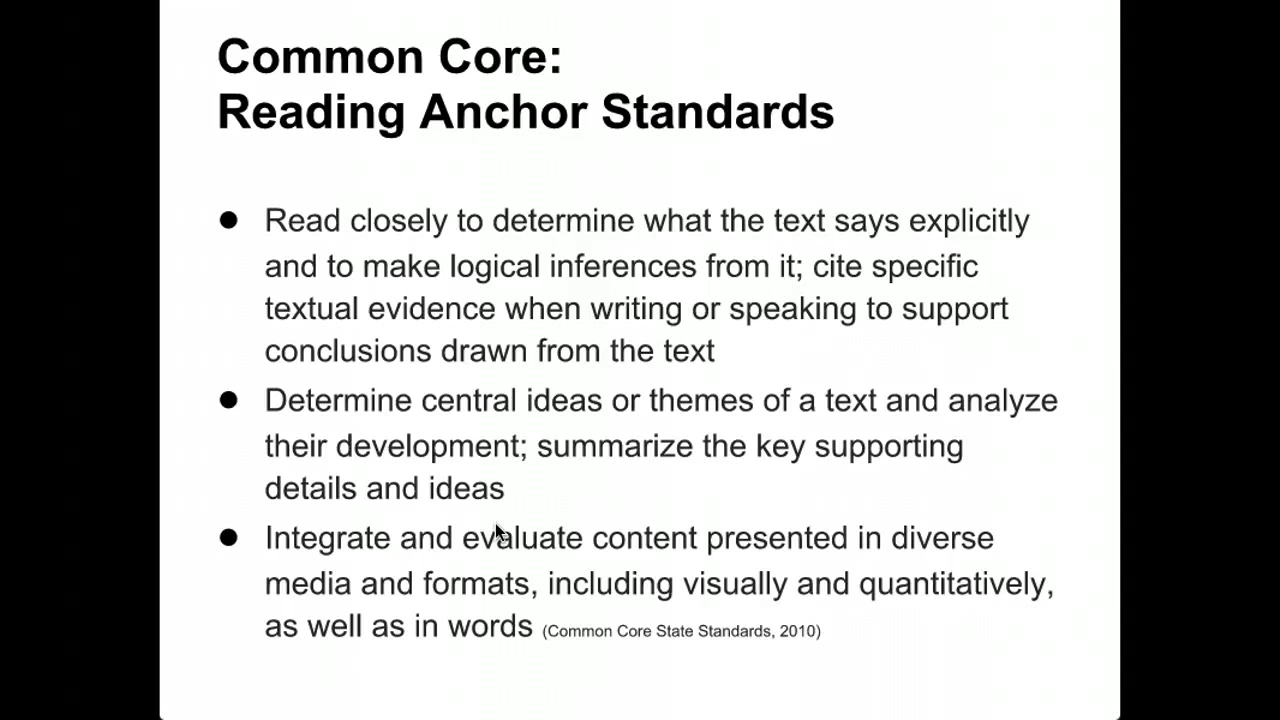 Common Core:
Reading Anchor Standards
● Read closely to determine what the text says explicitly
and to make logical inferences from it; cite specific
textual evidence when writing or speaking to support
conclusions drawn from the text
● Determine central ideas or themes of a text and analyze
their development; summarize the key supporting
details and ideas
● Integrate and evaluate content presented in diverse
media and formats, including visually and quantitatively,
as well as in words (Common Core State Standards, 2010)